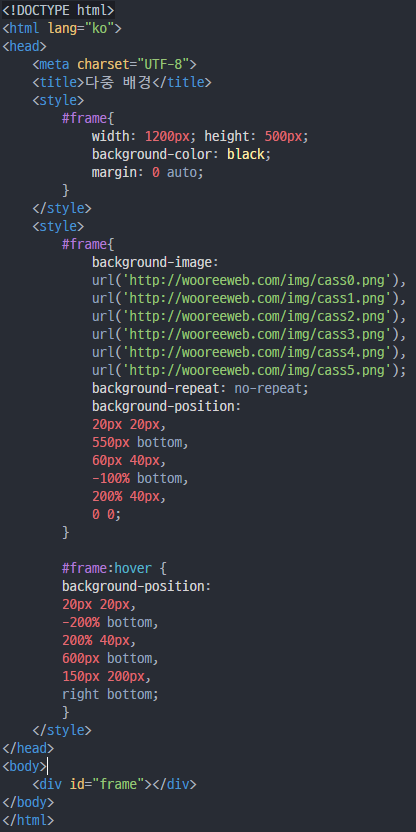 <!DOCTYPE html>
<html lang="ko">
<head>
    <meta charset="UTF-8">
    <title>다중 배경</title>
    <style>
        #frame{
            width: 1200px; height: 500px;
            background-color: black;
            margin: 0 auto;
        }
    </style>
    <style>
        #frame{
            background-image:
            url('http://wooreeweb.com/img/cass0.png'),
            url('http://wooreeweb.com/img/cass1.png'),
            url('http://wooreeweb.com/img/cass2.png'),
            url('http://wooreeweb.com/img/cass3.png'),
            url('http://wooreeweb.com/img/cass4.png'),
            url('http://wooreeweb.com/img/cass5.png');
            background-repeat: no-repeat;
            background-position:
            20px 20px,
            550px bottom,
            60px 40px,
            -100% bottom,
            200% 40px,
            0 0;
        }

        #frame:hover {
        background-position:
        20px 20px,
        -200% bottom,
        200% 40px,
        600px bottom,
        150px 200px,
        right bottom;
        }
    </style>
</head>
<body>
    <div id="frame"></div>
</body>
</html>